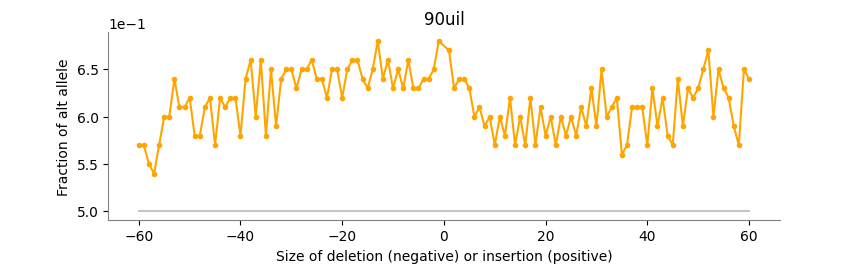 90uil
1e−1
Fraction of alt allele
6.5
6.0
5.5
5.0
−60 −40 −20 0 20 40 60
Size of deletion (negative) or insertion (positive)